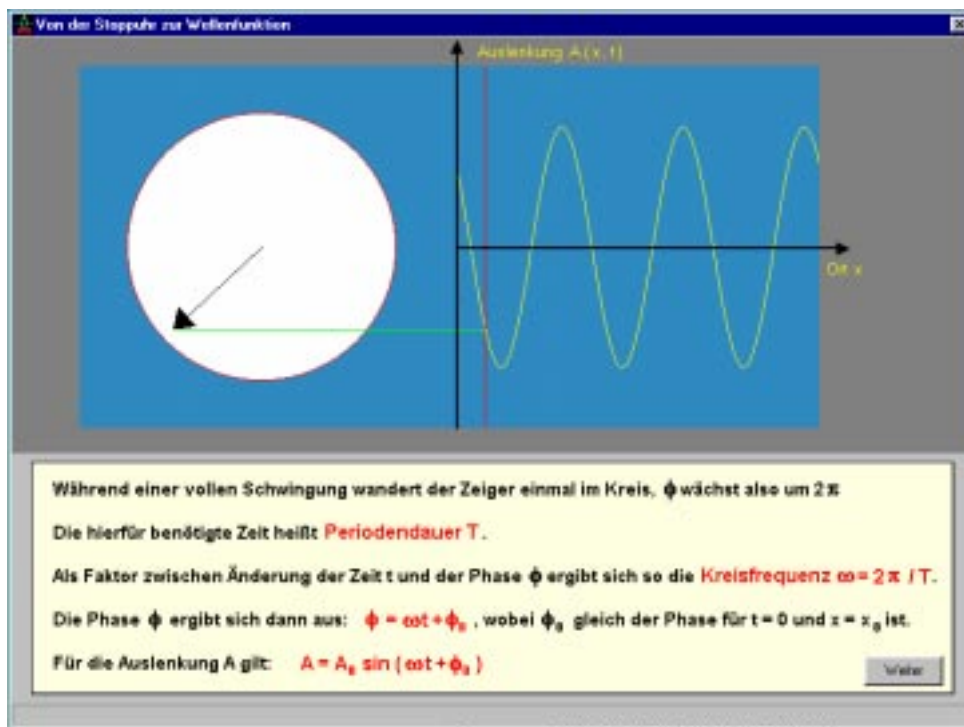 Von der Stoppuhr zur Wellenfunktion
Auslenkung A (x, t)
Ort x
Während einer vollen Schwingung wandert der Zeiger einmal im Kreis, ϕ wächst also um 2π
Die hierfür benötigte Zeit heißt Periodendauer T.
Als Faktor zwischen Änderung der Zeit t und der Phase ϕ ergibt sich so die Kreisfrequenz ω = 2π / T.
Die Phase ϕ ergibt sich dann aus: ϕ = ωt + ϕ₀ , wobei ϕ₀ gleich der Phase für t = 0 und x = x₀ ist.
Für die Auslenkung A gilt: A = A₀ sin ( ωt + ϕ₀ )
Weiter